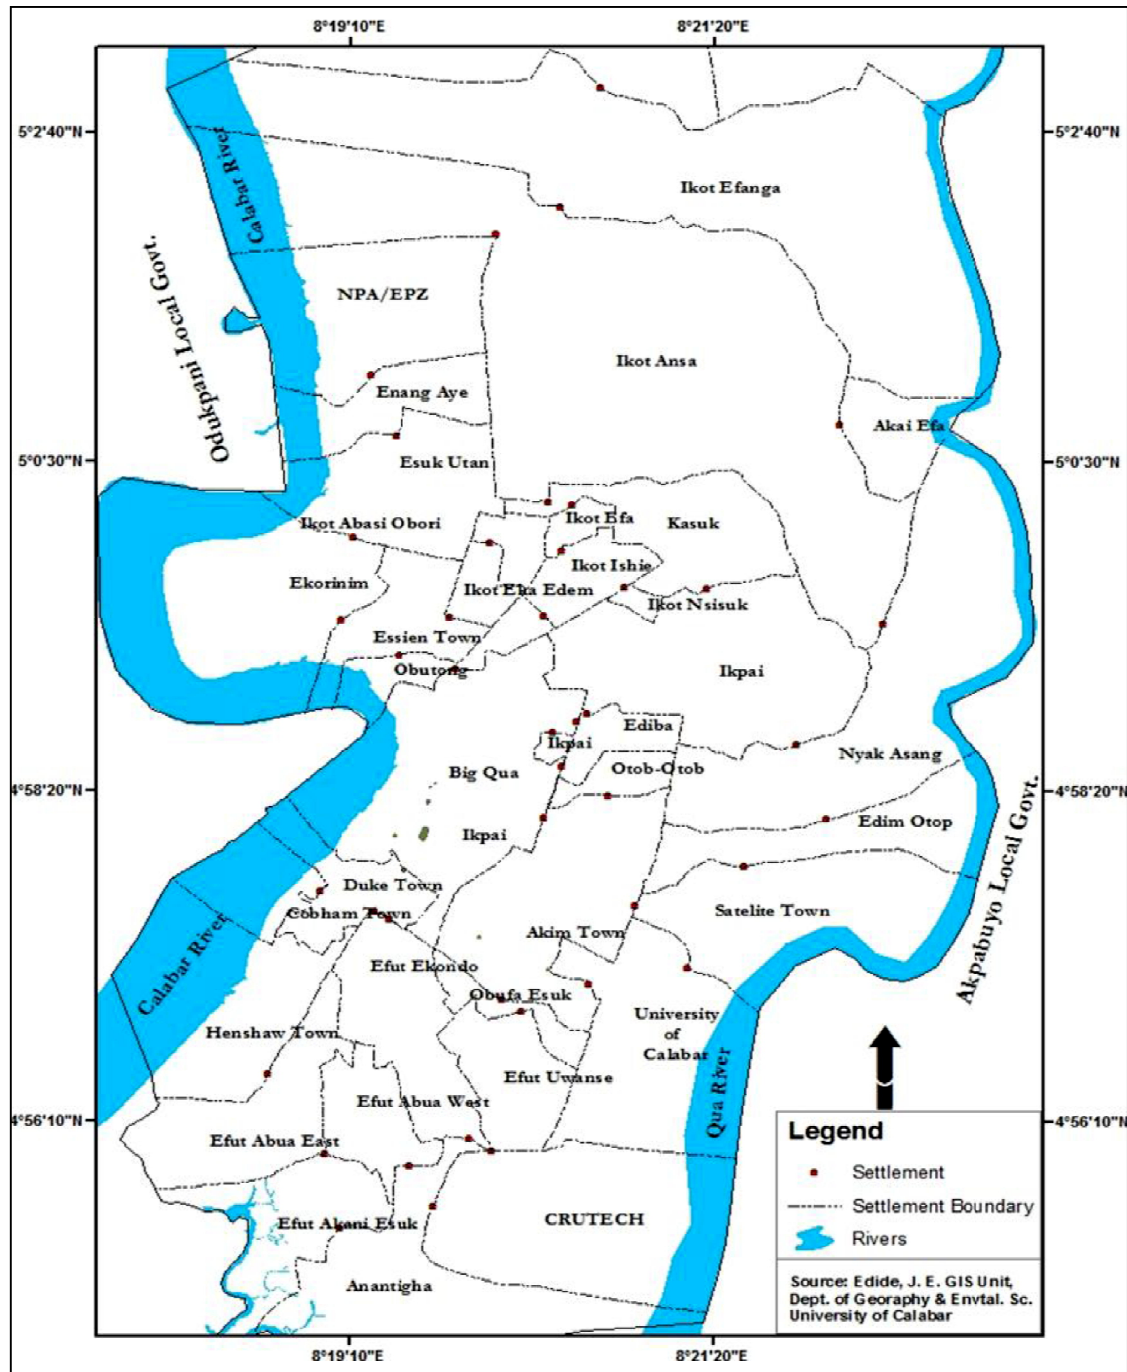 8°19'10"E
8°21'20"E
5°2'40"N
5°2'40"N
Calabar River
Ikot Efanga
Odukpani Local Govt.
NPA/EPZ
Ikot Ansa
Enang Aye
Akai Efa
5°0'30"N
Esuk Utan
5°0'30"N
Ikot Abasi Obori
Ikot Efa
Kasuk
Ikot Ishie
Ekorinim
Ikot Eka Edem
Ikot Nsisuk
Essien Town
Obutong
Ikpai
Ediba
Ikpai
Nyak Asang
Big Qua
Otob-Otob
4°58'20"N
4°58'20"N
Ikpai
Edim Otop
Akpabuyo Local Govt.
Duke Town
Cobham Town
Satelite Town
Calabar River
Akim Town
Efut Ekondo
Obufa Esuk
University
of
Calabar
Henshaw Town
Qua River
Efut Uwanse
Efut Abua West
4°56'10"N
4°56'10"N
Efut Abua East
Legend
Settlement
Settlement Boundary
Rivers
Efut Akani Esuk
CRUTECH
Anantigha
Source: Edide, J. E. GIS Unit,
Dept. of Georaphy & Envtal. Sc.
University of Calabar
8°19'10"E
8°21'20"E